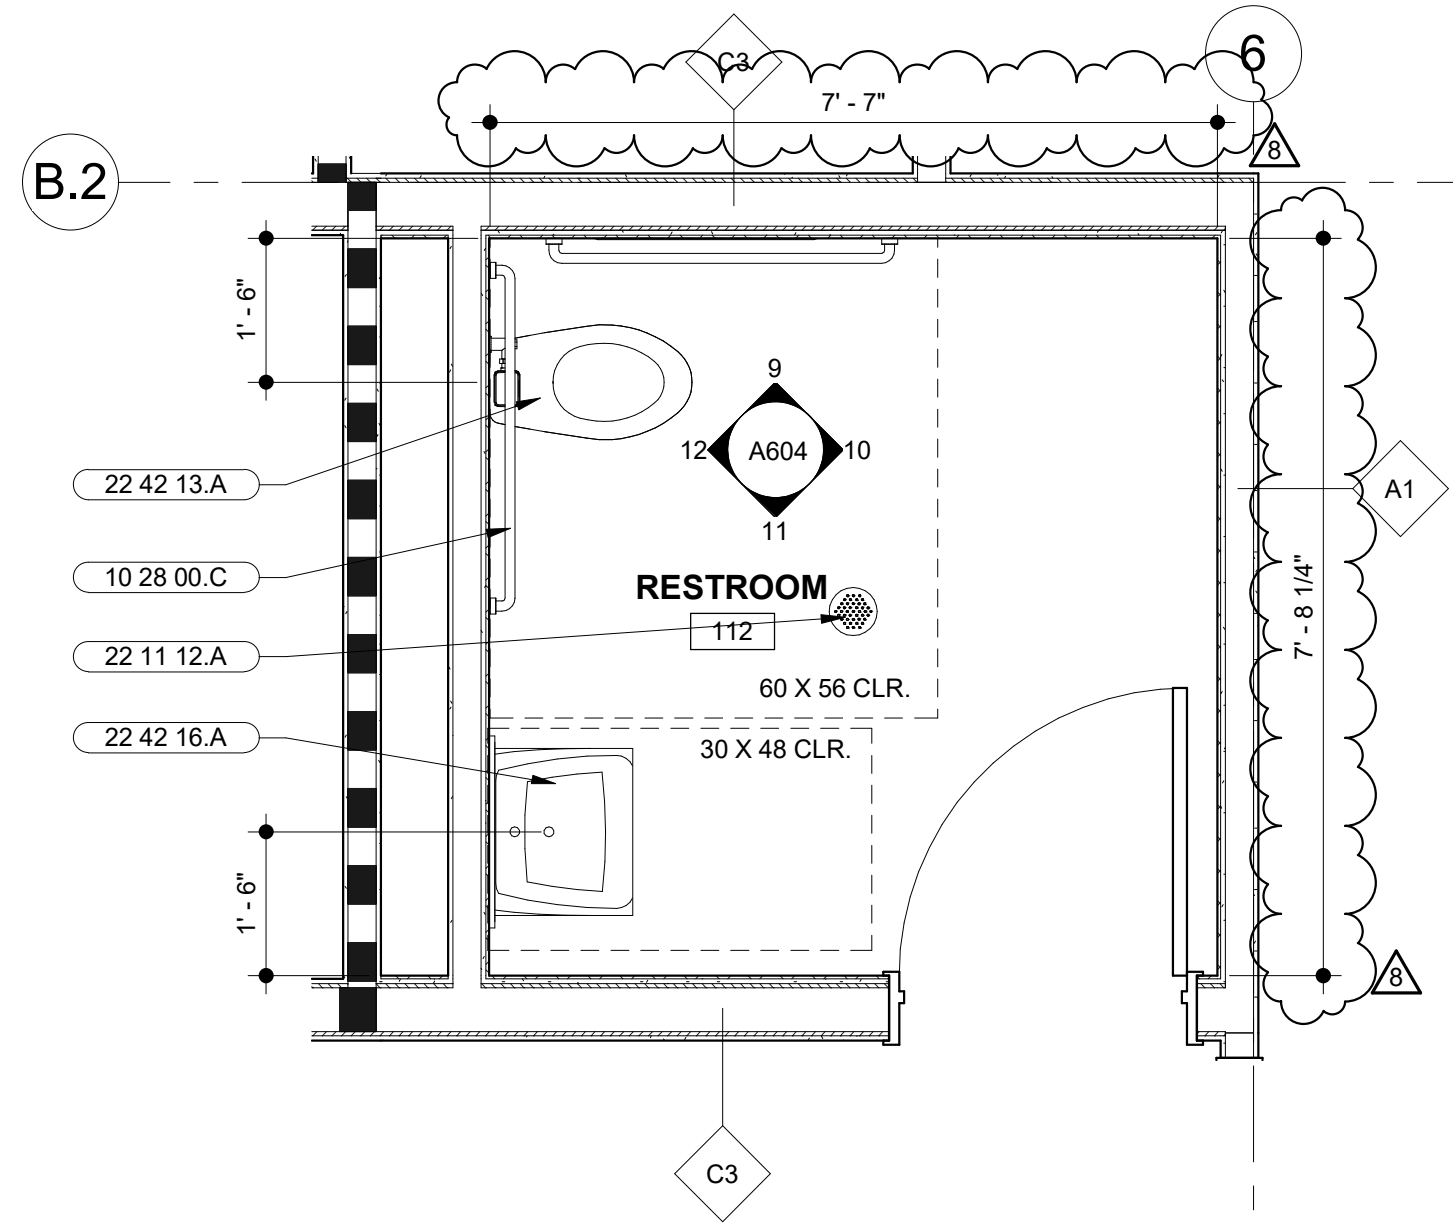 C3
6
7' - 7"
8
B.2
1' - 6"
9
12
A604
10
11
22 42 13.A
A1
10 28 00.C
RESTROOM
112
7' - 8 1/4"
22 11 12.A
60 X 56 CLR.
22 42 16.A
30 X 48 CLR.
1' - 6"
8
C3